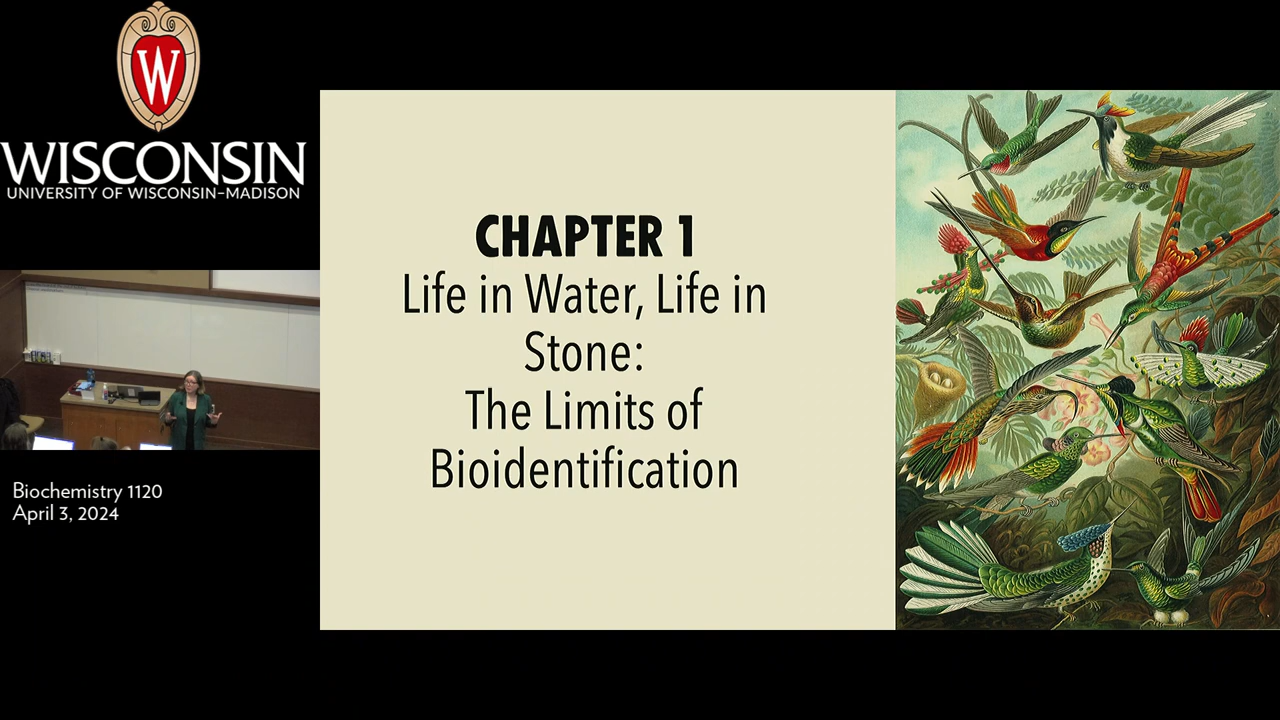 W
WISCONSIN
UNIVERSITY OF WISCONSIN–MADISON
CHAPTER 1
Life in Water, Life in
Stone:
The Limits of
Bioidentification
Biochemistry 1120
April 3, 2024